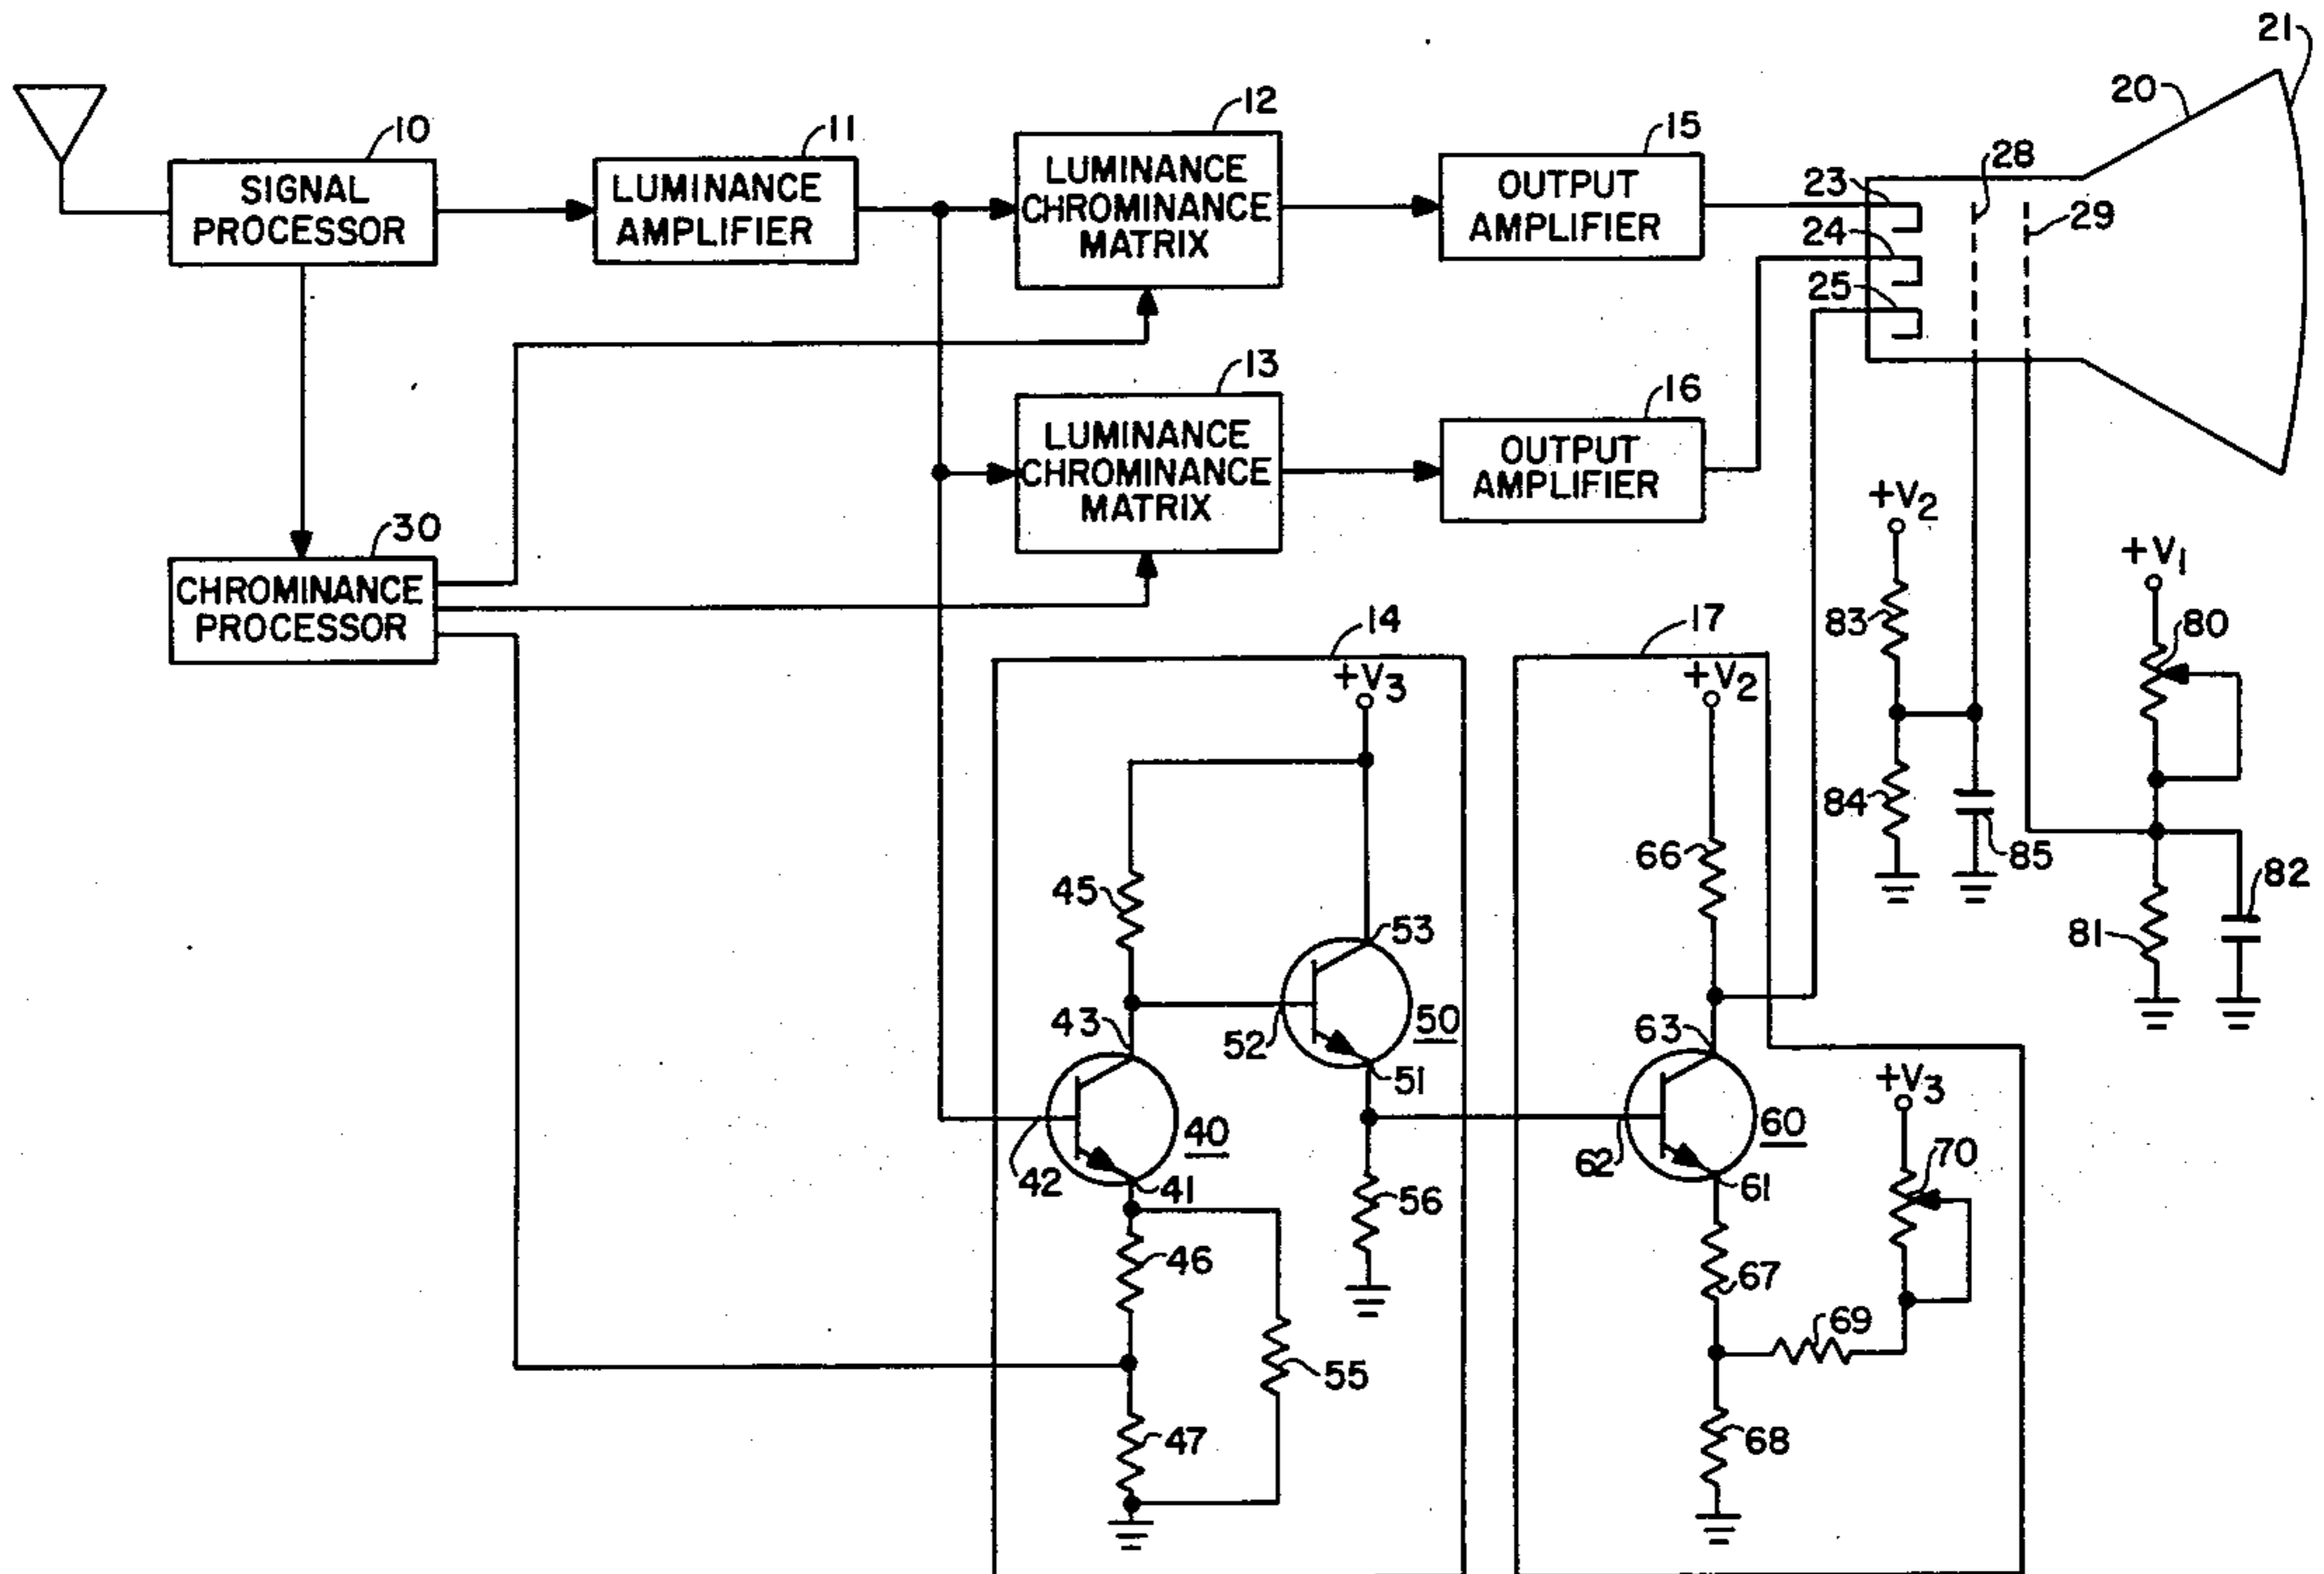 21
20
12
11
15
10
28
SIGNAL
PROCESSOR
LUMINANCE
AMPLIFIER
LUMINANCE
CHROMINANCE
MATRIX
OUTPUT
AMPLIFIER
23
29
24
25
13
16
30
LUMINANCE
CHROMINANCE
MATRIX
OUTPUT
AMPLIFIER
+V2
+V1
CHROMINANCE
PROCESSOR
14
17
83
80
+V3
+V2
84
66
85
45
82
53
81
43
52
50
63
51
+V3
40
60
42
41
62
61
70
56
46
67
69
55
47
68